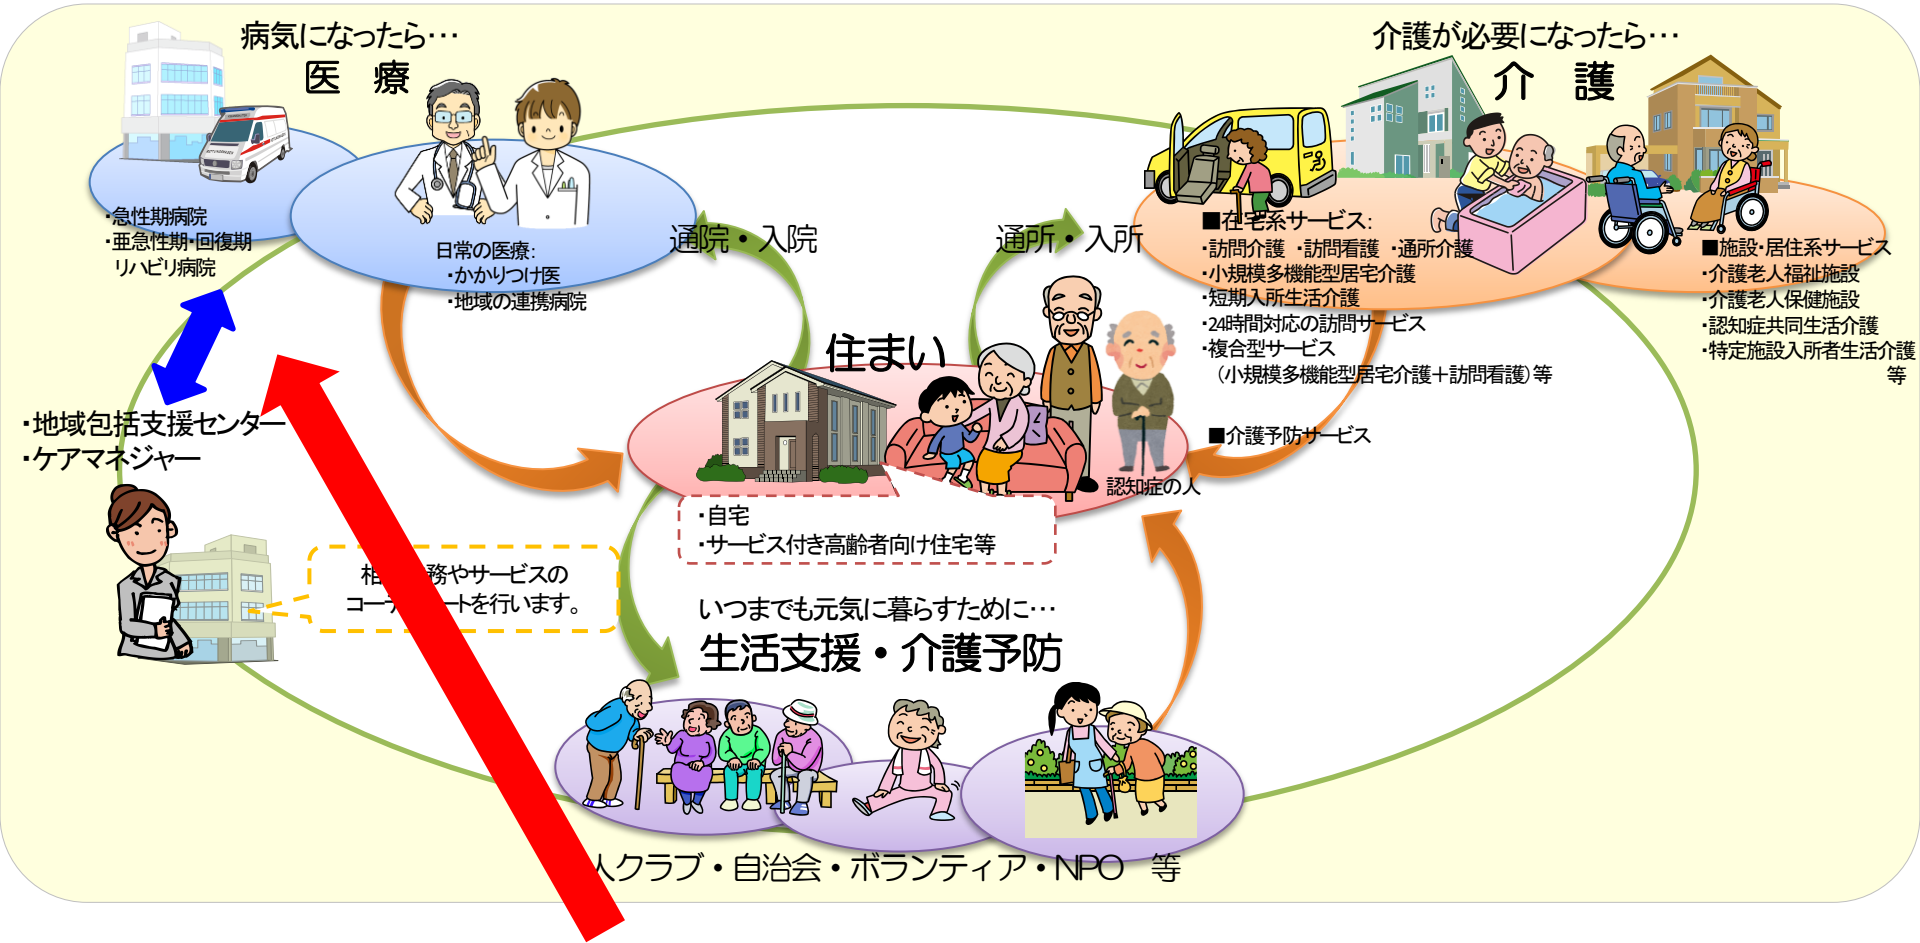 病気になったら…
医　療
・急性期病院
・亜急性期・回復期
リハビリ病院
日常の医療：
・かかりつけ医
・地域の連携病院
通院・入院
通所・入所
介護が必要になったら…
介　護
■在宅系サービス：
・訪問介護　・訪問看護　・通所介護
・小規模多機能型居宅介護
・短期入所生活介護
・24時間対応の訪問サービス
・複合型サービス
（小規模多機能型居宅介護＋訪問看護）等
■介護予防サービス
■施設・居住系サービス
・介護老人福祉施設
・介護老人保健施設
・認知症共同生活介護
・特定施設入所者生活介護
等
住まい
認知症の人
・自宅
・サービス付き高齢者向け住宅等
・地域包括支援センター
・ケアマネジャー
相 務やサービスの
コーデ ートを行います。
いつまでも元気に暮らすために…
生活支援・介護予防
人クラブ・自治会・ボランティア・NPO　等